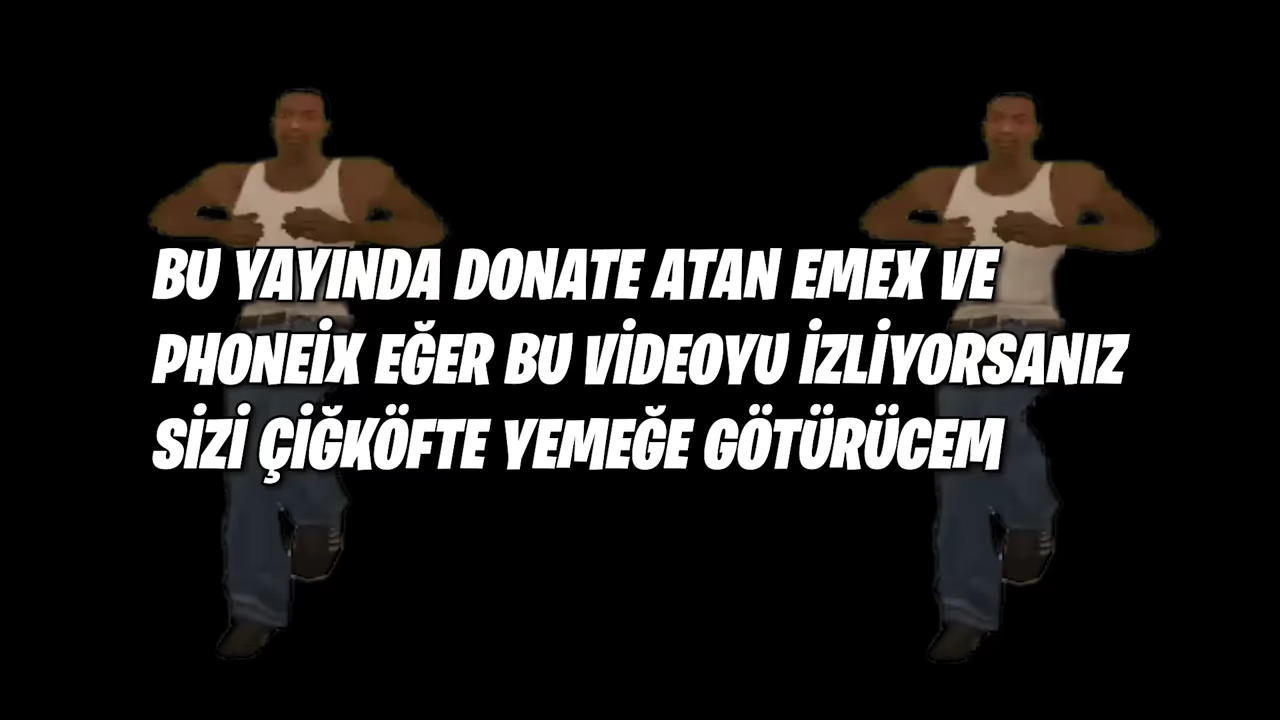 BU YAYINDA DONATE ATAN EMEX VE
PHONEİX EĞER BU VİDEOYU İZLİYORSANIZ
SİZİ ÇİĞKÖFTE YEMEĞE GÖTÜRÜCEM